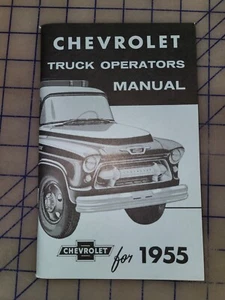 CHEVROLET
TRUCK OPERATORS
MANUAL
CHEVROLET for 1955